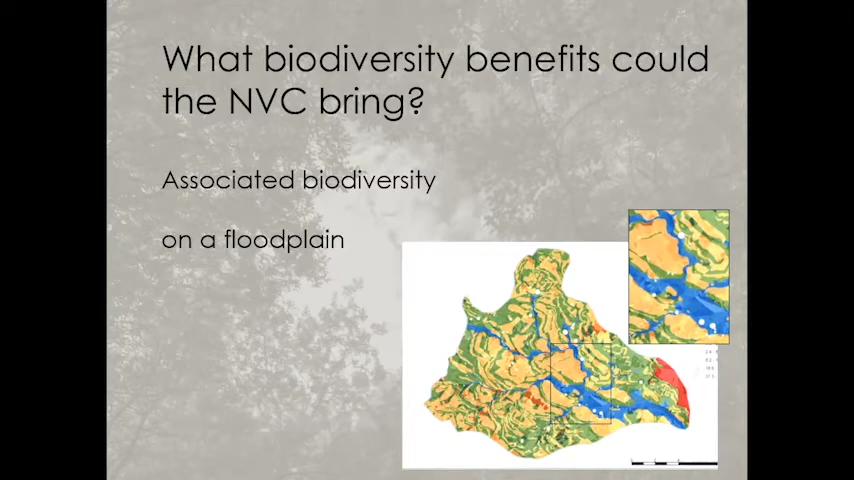 What biodiversity benefits could
the NVC bring?
Associated biodiversity
on a floodplain